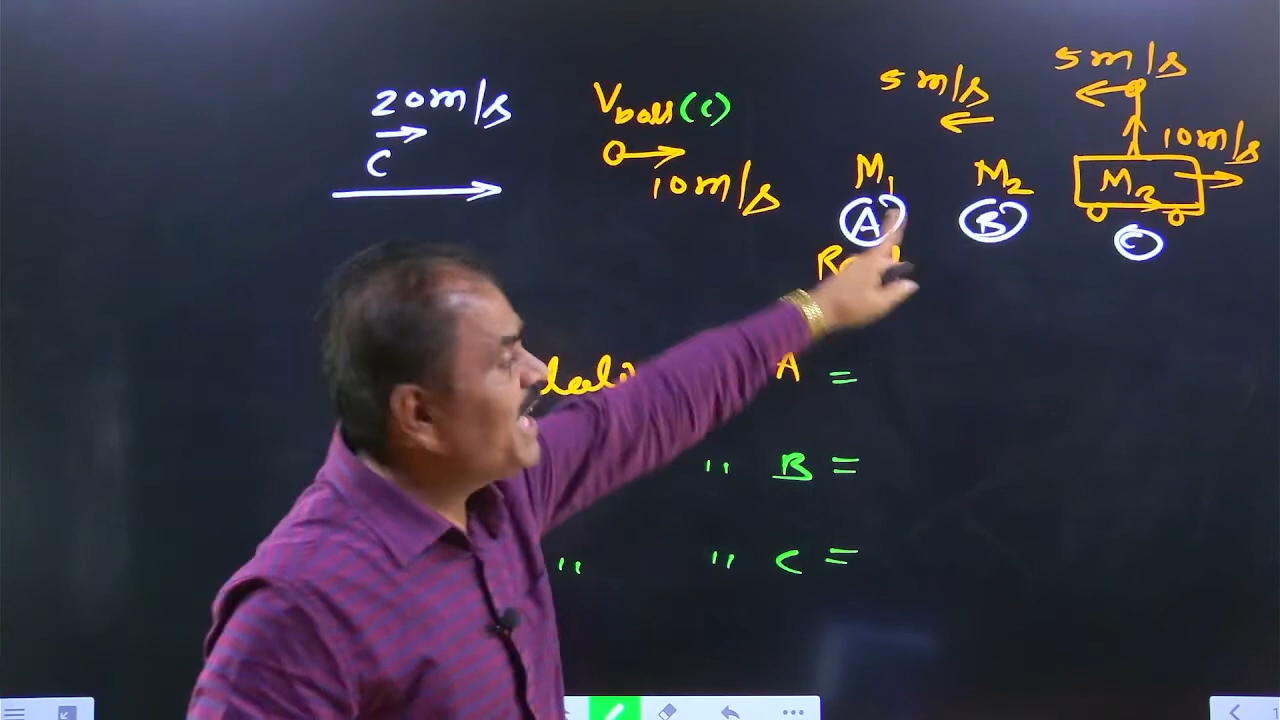 20m/s
C
Vball(c)
10m/s
5m/s
5m/s
10m/s
M1 M2 M3
A B C
A =
" B =
" " C =